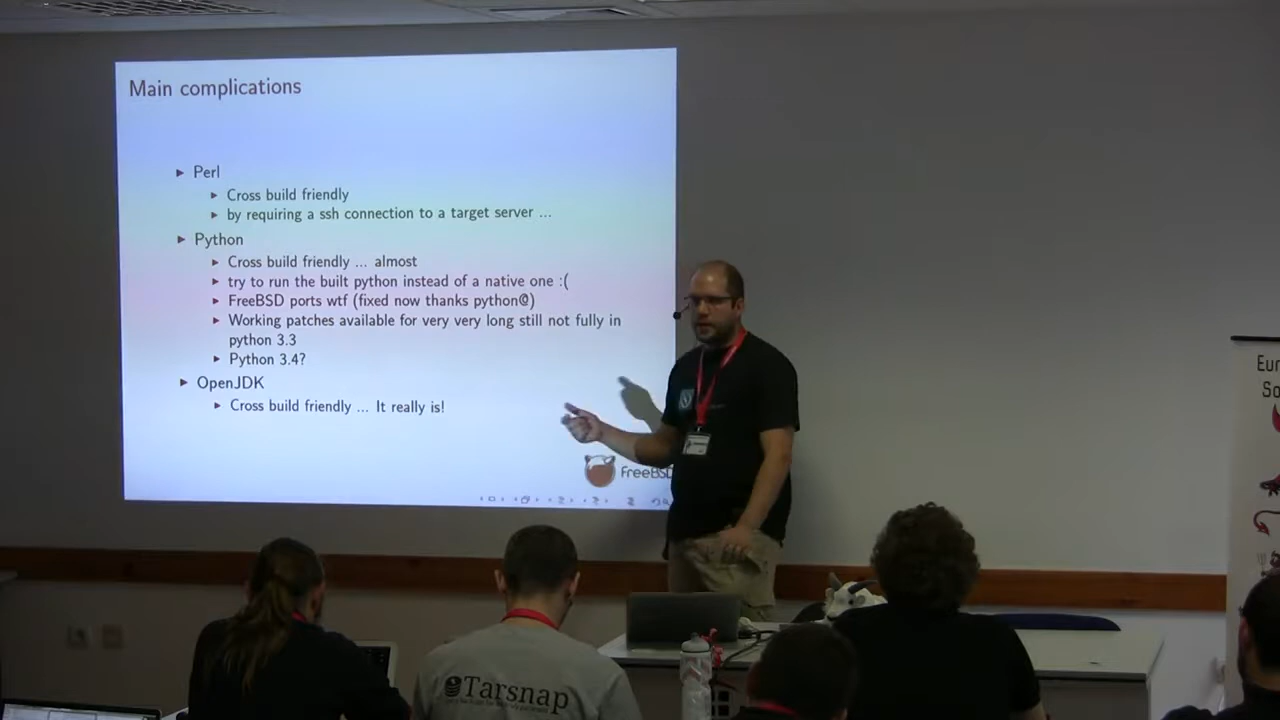 Main complications
Perl
Cross build friendly
by requiring a ssh connection to a target server ...
Python
Cross build friendly ... almost
try to run the built python instead of a native one :(
FreeBSD ports wtf (fixed now thanks python@)
Working patches available for very very long still not fully in
python 3.3
Python 3.4?
OpenJDK
Cross build friendly ... It really is!
FreeBSD
Eur
So
Tarsnap